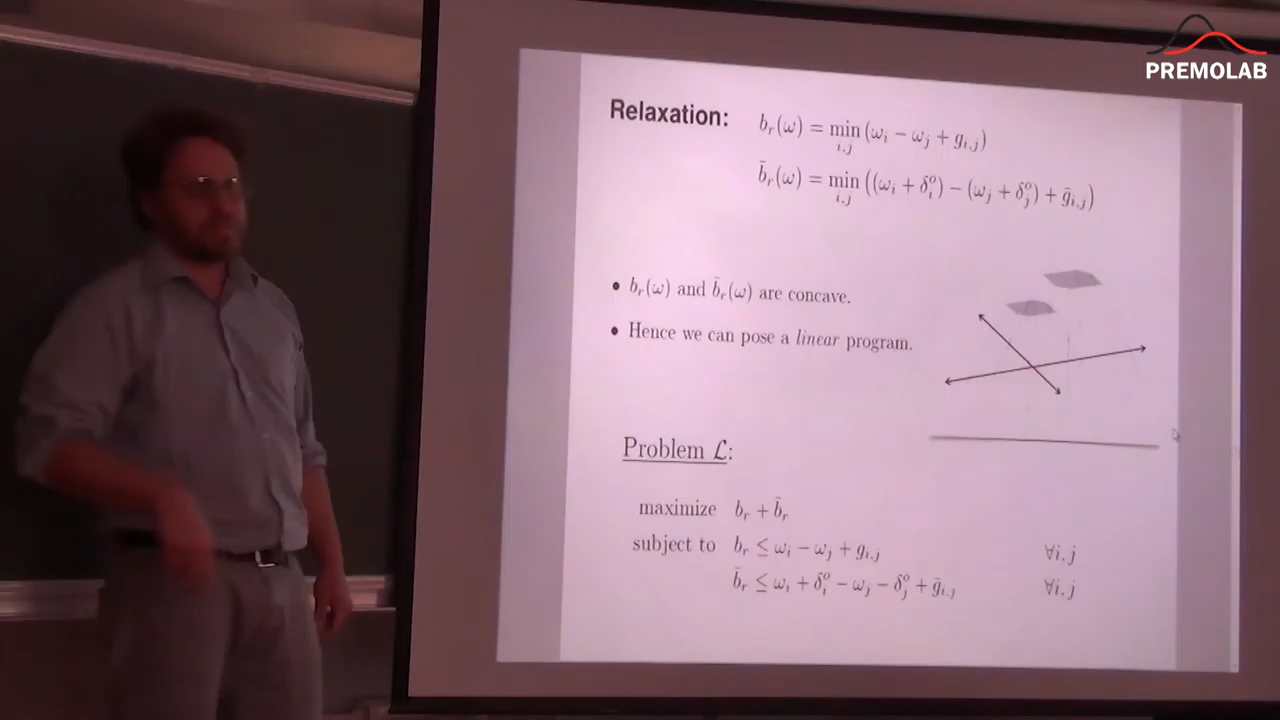 PREMOLAB
Relaxation: b_r(ω) = min_{i,j} (ω_i − ω_j + g_{i,j})
b̄_r(ω) = min_{i,j} ((ω_i + δ_i^o) − (ω_j + δ_j^o) + ḡ_{i,j})
• b_r(ω) and b̄_r(ω) are concave.
• Hence we can pose a linear program.
Problem ℒ:
maximize b_r + b̄_r
subject to b_r ≤ ω_i − ω_j + g_{i,j} ∀i,j
b̄_r ≤ ω_i + δ_i^o − ω_j − δ_j^o + ḡ_{i,j} ∀i,j